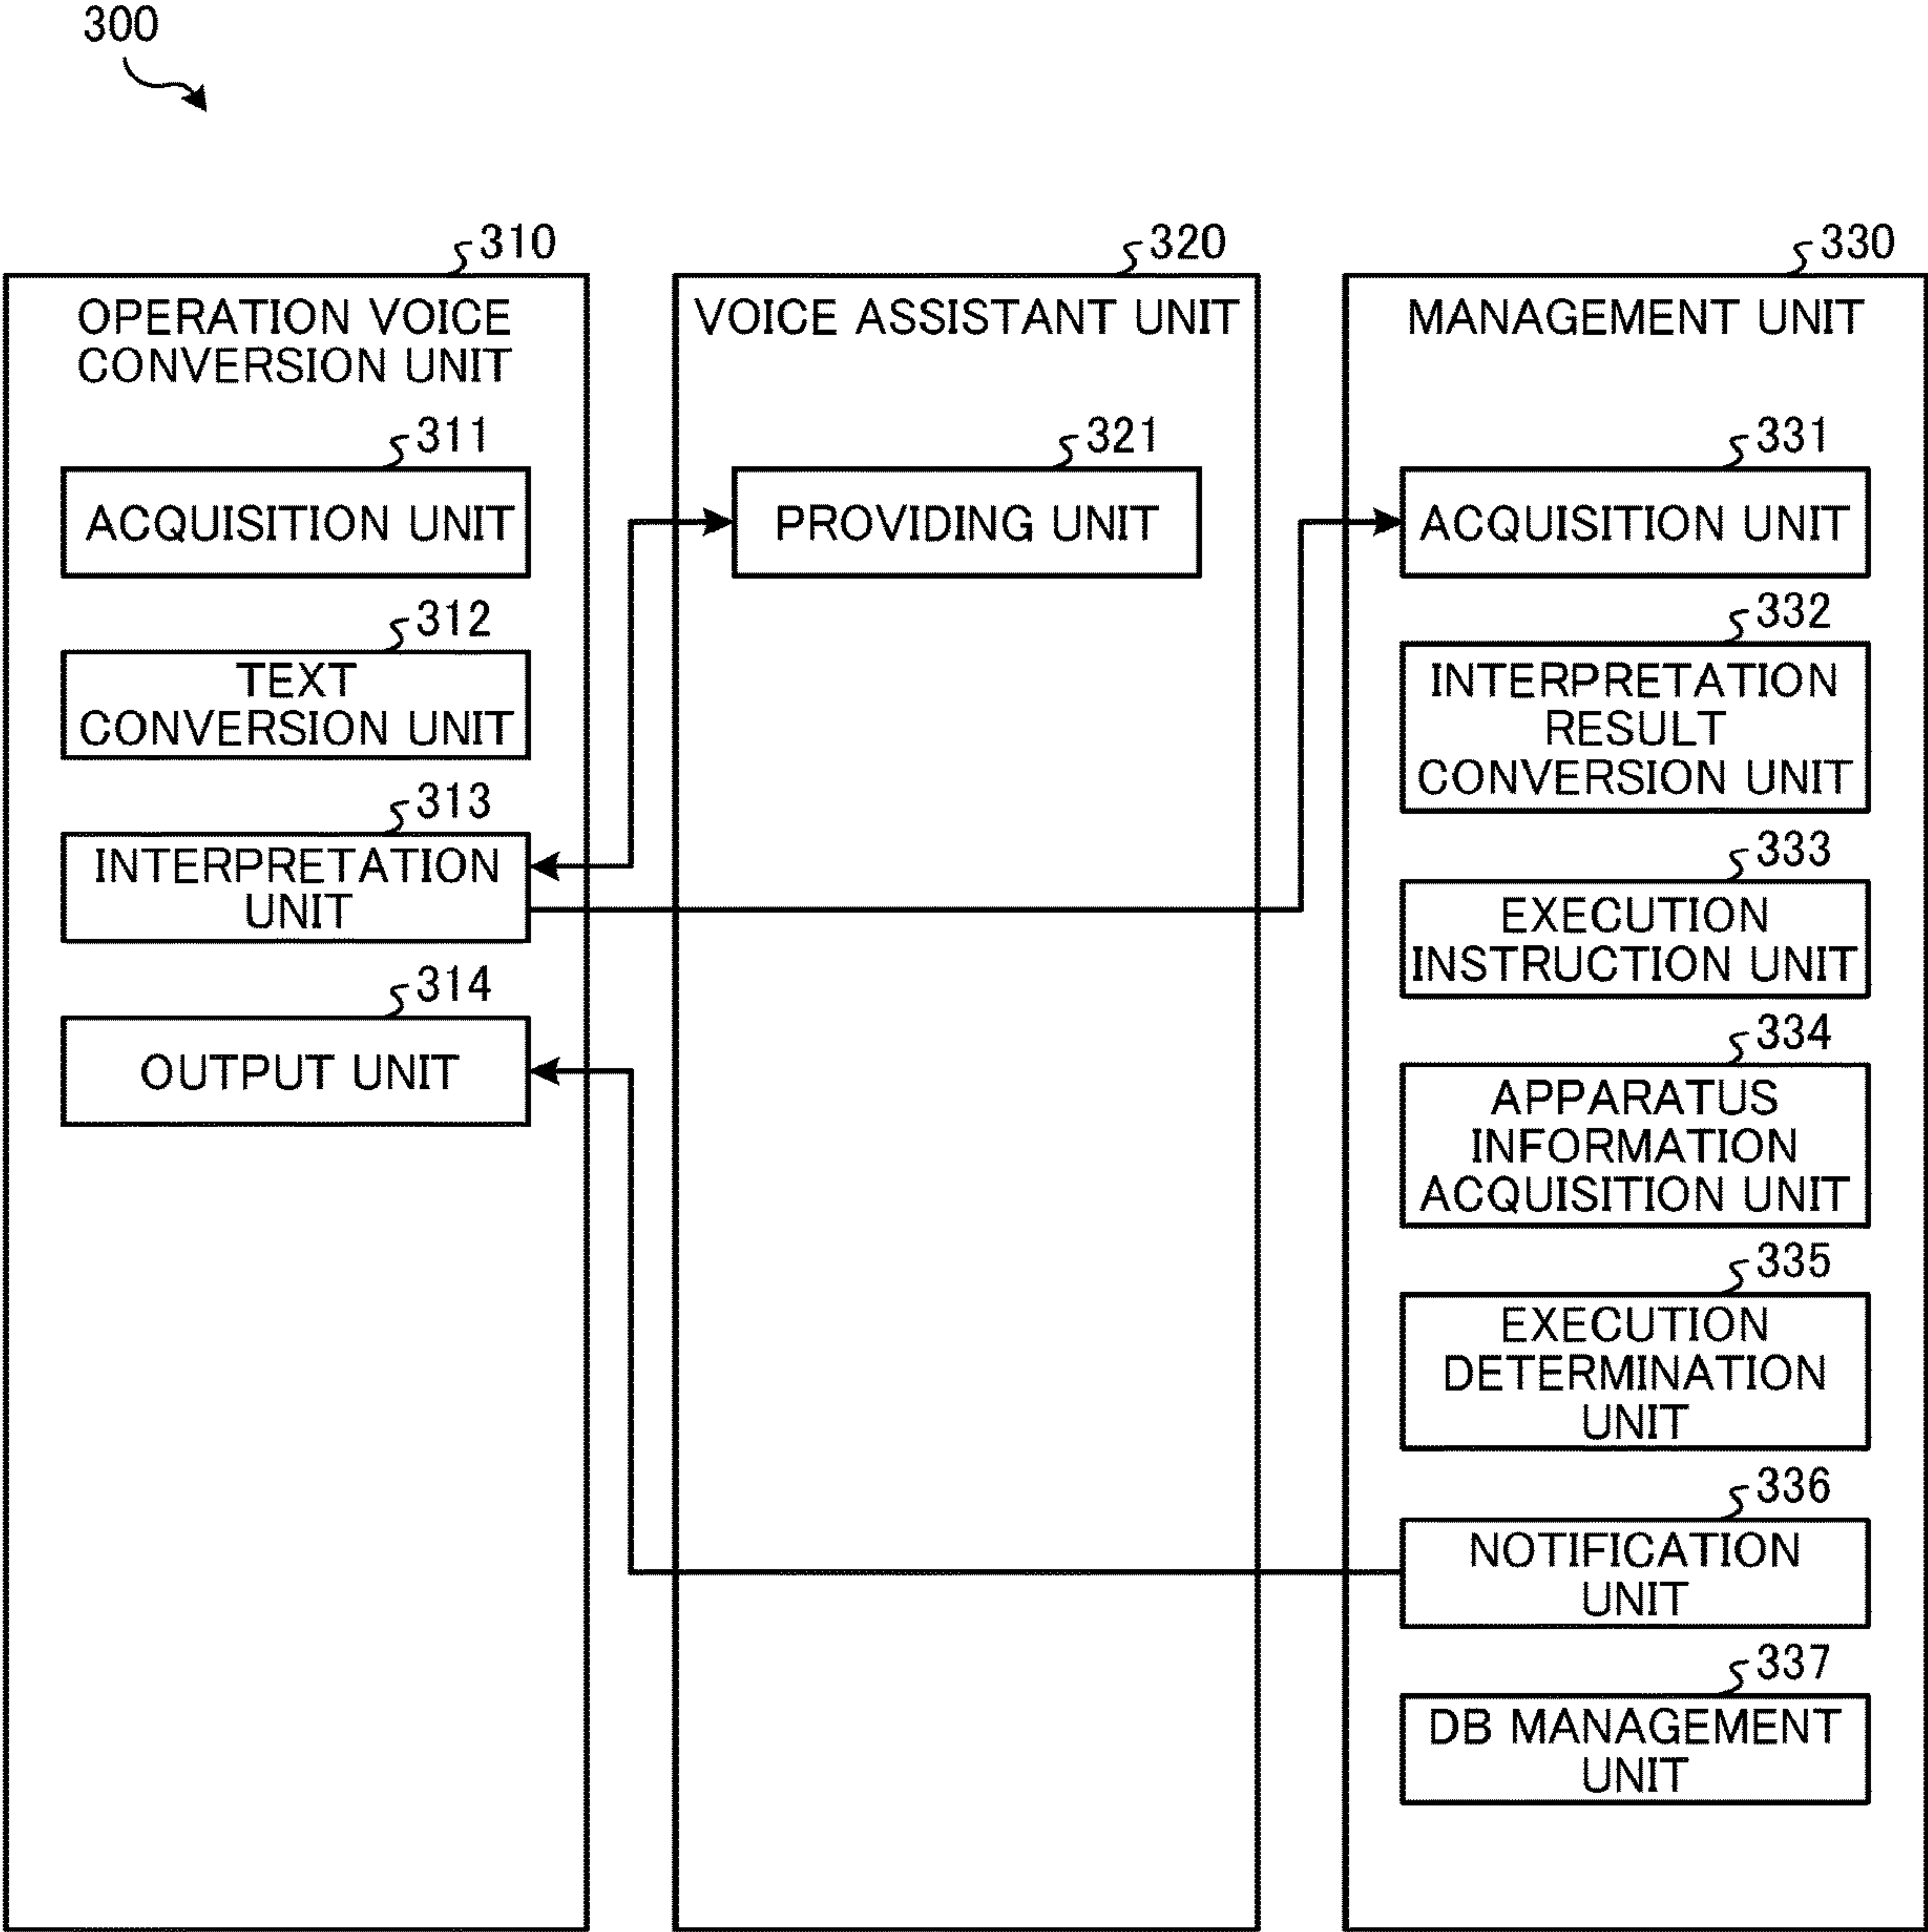 300
310
OPERATION VOICE
CONVERSION UNIT
311
ACQUISITION UNIT
312
TEXT
CONVERSION UNIT
313
INTERPRETATION
UNIT
314
OUTPUT UNIT
320
VOICE ASSISTANT UNIT
321
PROVIDING UNIT
330
MANAGEMENT UNIT
331
ACQUISITION UNIT
332
INTERPRETATION
RESULT
CONVERSION UNIT
333
EXECUTION
INSTRUCTION UNIT
334
APPARATUS
INFORMATION
ACQUISITION UNIT
335
EXECUTION
DETERMINATION
UNIT
336
NOTIFICATION
UNIT
337
DB MANAGEMENT
UNIT